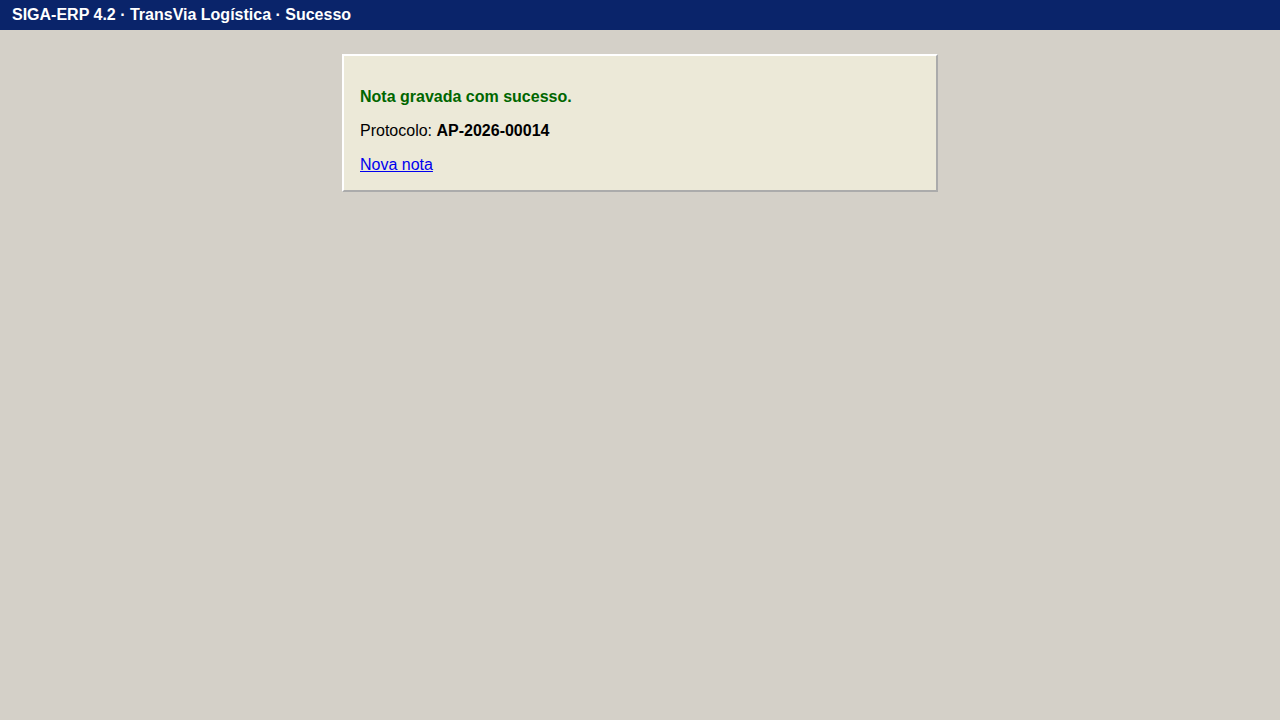 SIGA-ERP 4.2 · TransVia Logística · Sucesso
Nota gravada com sucesso.
Protocolo: AP-2026-00014
Nova nota